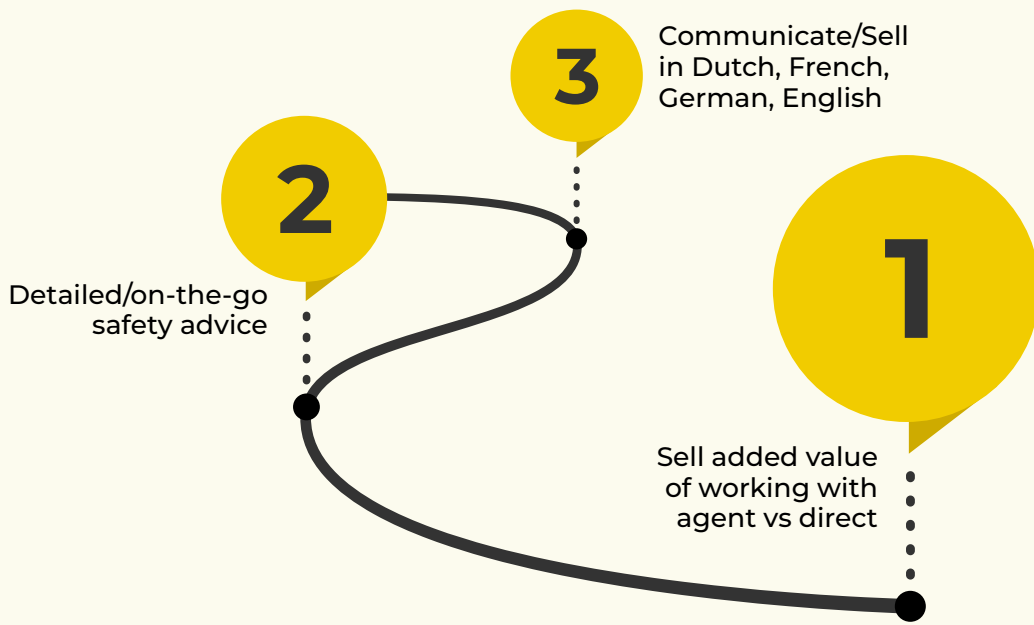 3
Communicate/Sell
in Dutch, French,
German, English
2
Detailed/on-the-go
safety advice
1
Sell added value
of working with
agent vs direct